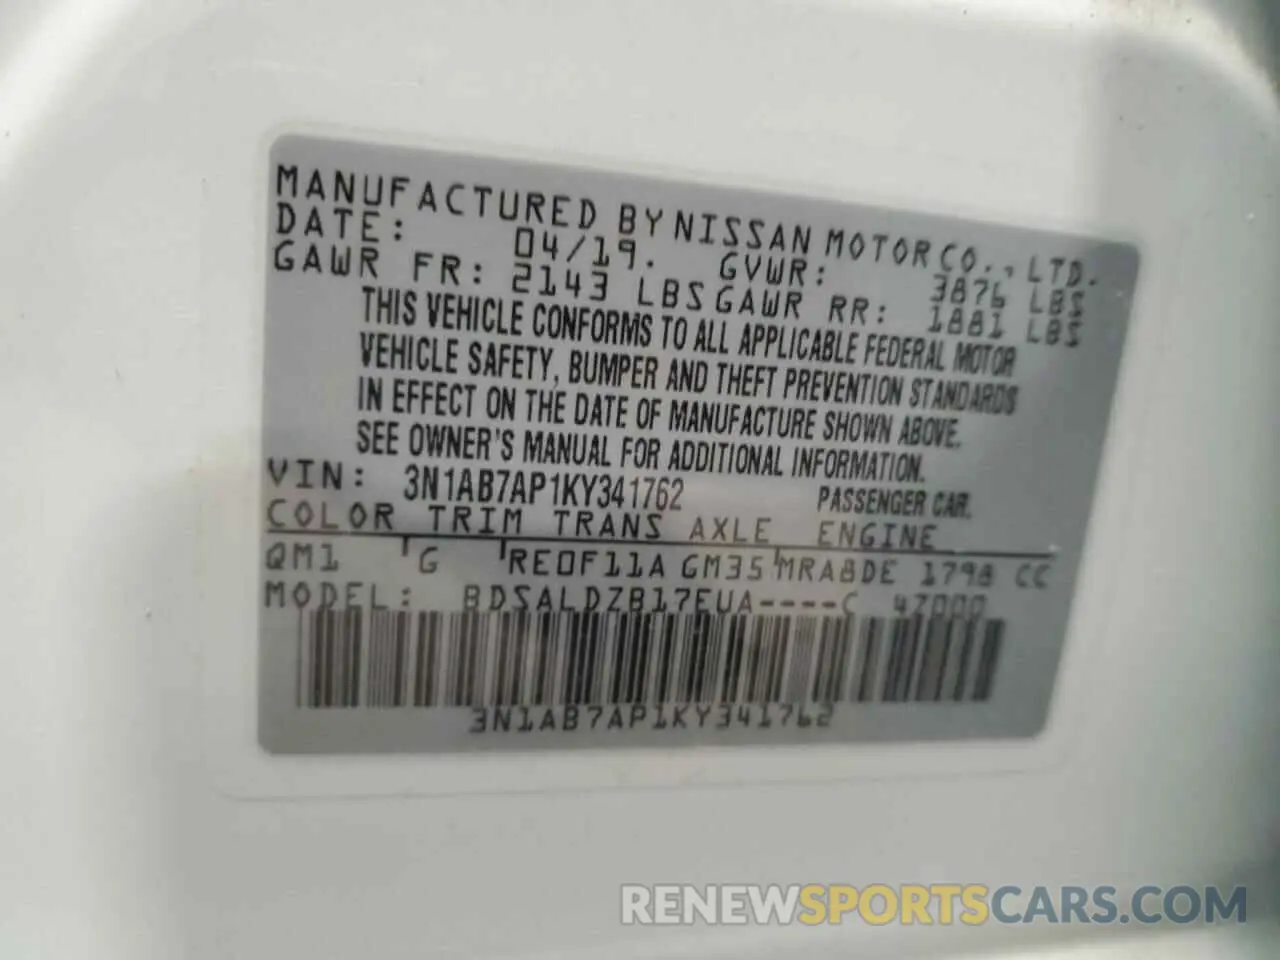 MANUFACTURED BY NISSAN MOTOR CO., LTD.
DATE: 04/19. GVWR: 3876 LBS
GAWR FR: 2143 LBS GAWR RR: 1881 LBS
THIS VEHICLE CONFORMS TO ALL APPLICABLE FEDERAL MOTOR
VEHICLE SAFETY, BUMPER AND THEFT PREVENTION STANDARDS
IN EFFECT ON THE DATE OF MANUFACTURE SHOWN ABOVE.
SEE OWNER'S MANUAL FOR ADDITIONAL INFORMATION.
VIN: 3N1AB7AP1KY341762 PASSENGER CAR.
COLOR TRIM TRANS AXLE ENGINE
QM1 G RE0F11A GM35 MRA8DE 1798 CC
MODEL: BDSALDZB17EUA----C 47000
3N1AB7AP1KY341762
RENEWSPORTSCARS.COM